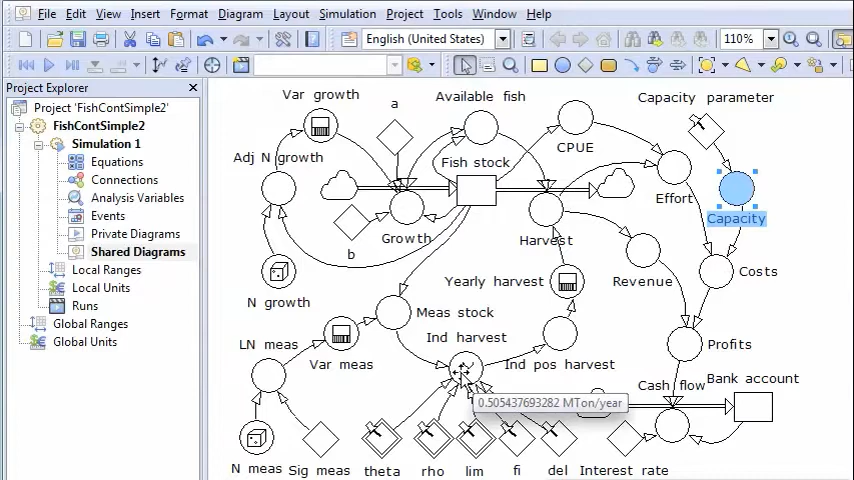 File Edit View Insert Format Diagram Layout Simulation Project Tools Window Help
English (United States)
110%
Project Explorer
Project 'FishContSimple2'
FishContSimple2
Simulation 1
Equations
Connections
Analysis Variables
Events
Private Diagrams
Shared Diagrams
Local Ranges
Local Units
Runs
Global Ranges
Global Units
Var growth
a
Available fish
Capacity parameter
CPUE
Adj N growth
Fish stock
Effort
Capacity
Growth
b
Harvest
Costs
Revenue
Yearly harvest
N growth
Meas stock
LN meas
Ind harvest
Profits
Var meas
Ind pos harvest
Cash flow
Bank account
0.505437693282 MTon/year
N meas
Sig meas
theta
rho
lim
fi
del
Interest rate